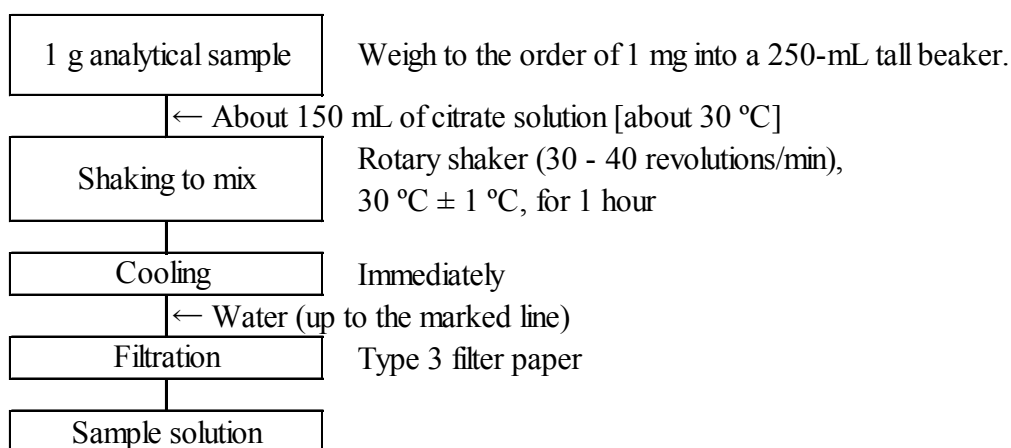 1 g analytical sample
Weigh to the order of 1 mg into a 250-mL tall beaker.
← About 150 mL of citrate solution [about 30 ºC]
Shaking to mix
Rotary shaker (30 - 40 revolutions/min),
30 ºC ± 1 ºC, for 1 hour
Cooling
Immediately
← Water (up to the marked line)
Filtration
Type 3 filter paper
Sample solution